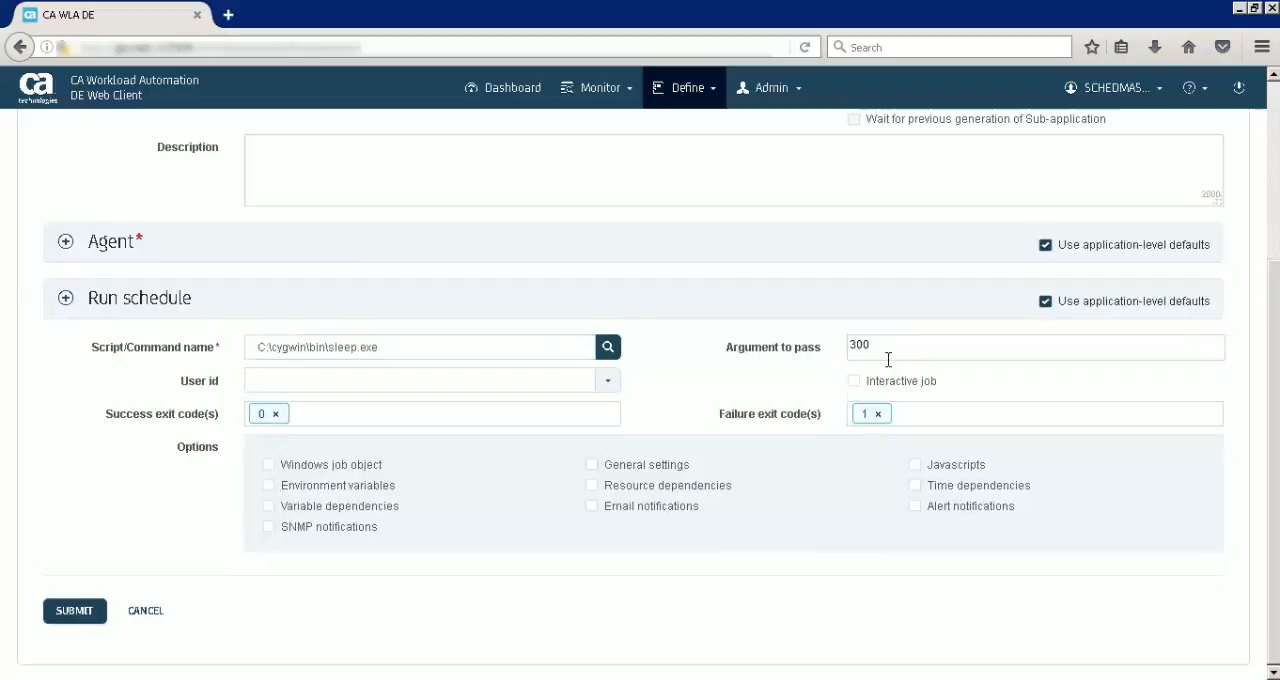 CA WLA DE
Search
ca technologies
CA Workload Automation
DE Web Client
Dashboard
Monitor
Define
Admin
SCHEDMAS...
Wait for previous generation of Sub-application
Description
2000
Agent*
Use application-level defaults
Run schedule
Use application-level defaults
Script/Command name*
C:\cygwin\bin\sleep.exe
Argument to pass
300
User id
Interactive job
Success exit code(s)
0 ×
Failure exit code(s)
1 ×
Options
Windows job object
General settings
Javascripts
Environment variables
Resource dependencies
Time dependencies
Variable dependencies
Email notifications
Alert notifications
SNMP notifications
SUBMIT
CANCEL